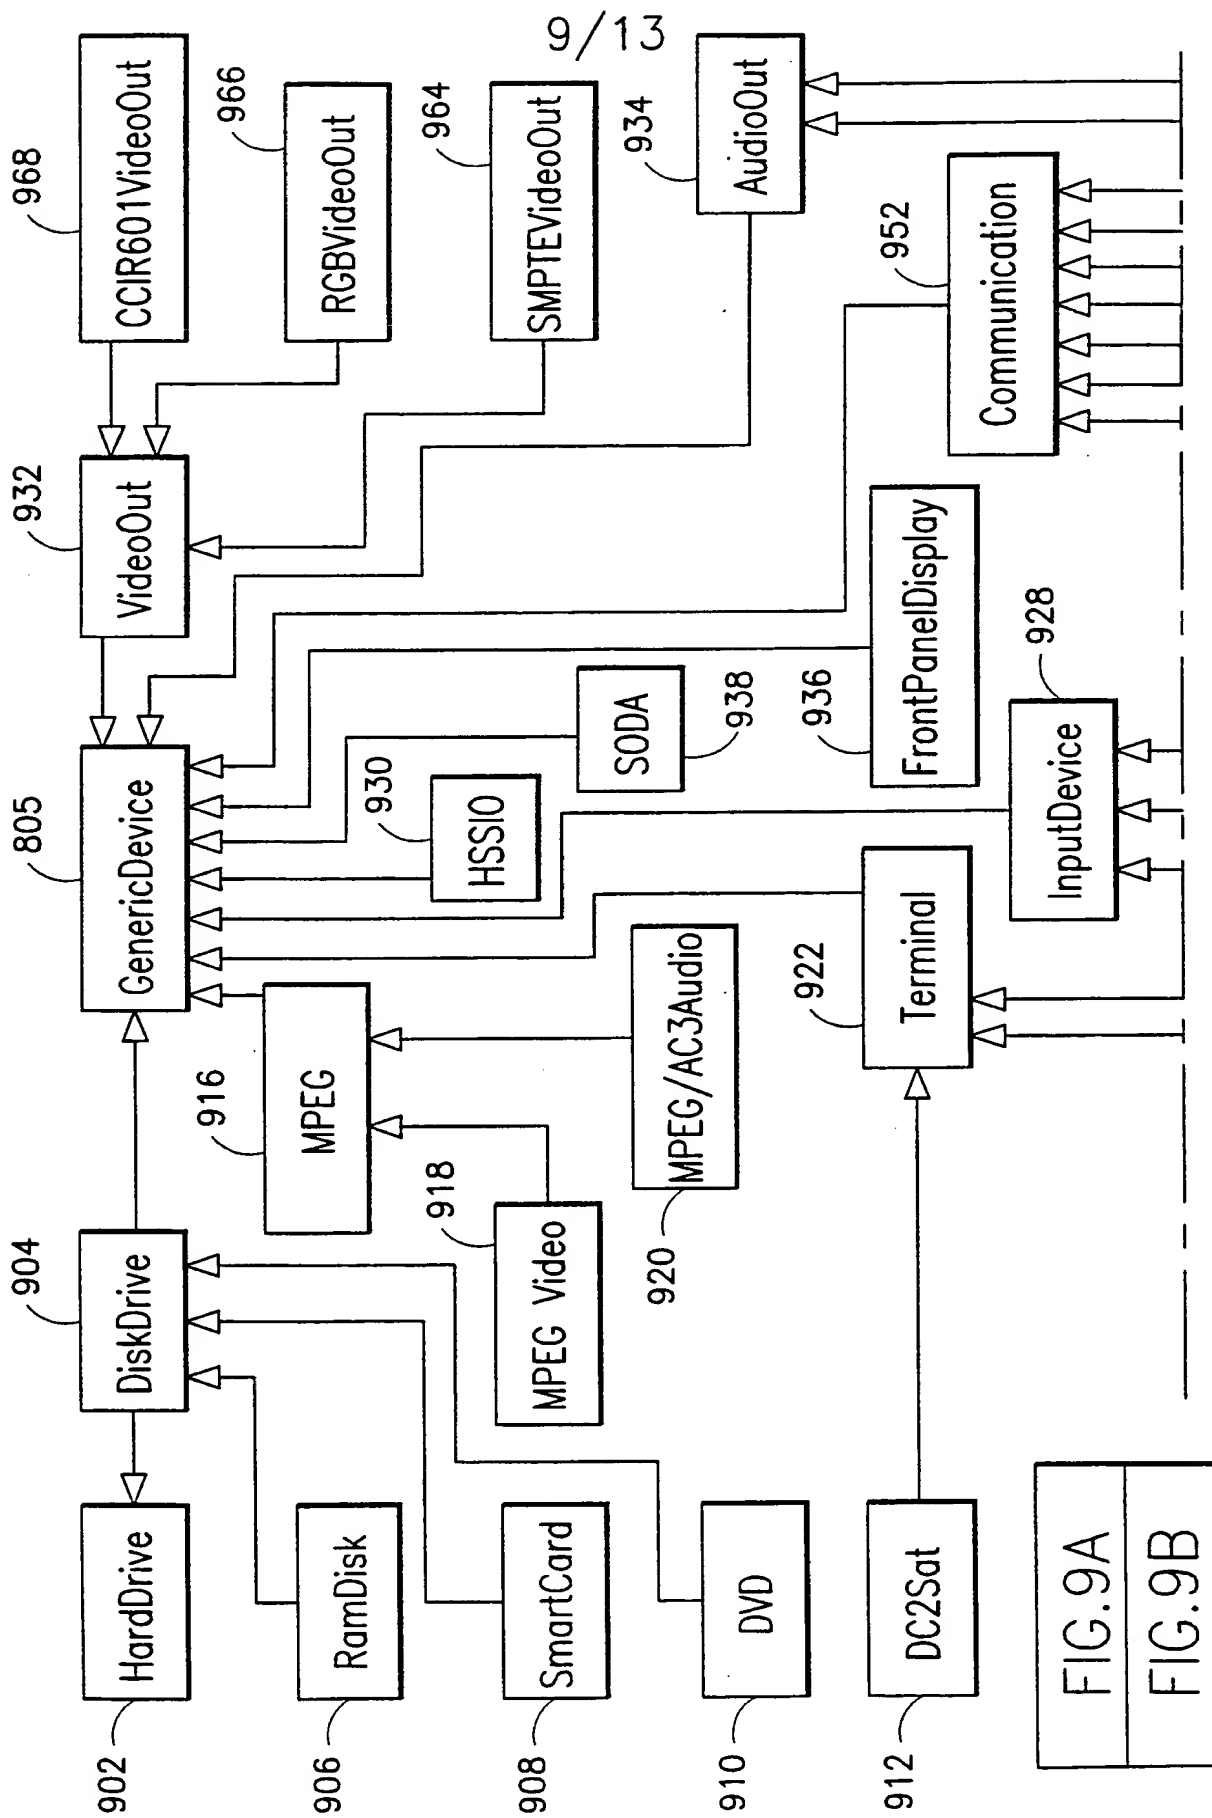 9/13
902
HardDrive
904
DiskDrive
805
GenericDevice
932
VideoOut
968
CCIR601VideoOut
906
RamDisk
916
MPEG
966
RGBVideoOut
908
SmartCard
918
MPEG Video
930
HSSIO
964
SMPTEVideoOut
910
DVD
920
MPEG/AC3Audio
SODA
938
934
AudioOut
912
DC2Sat
922
Terminal
936
FrontPanelDisplay
952
Communication
928
InputDevice
FIG.9A
FIG.9B